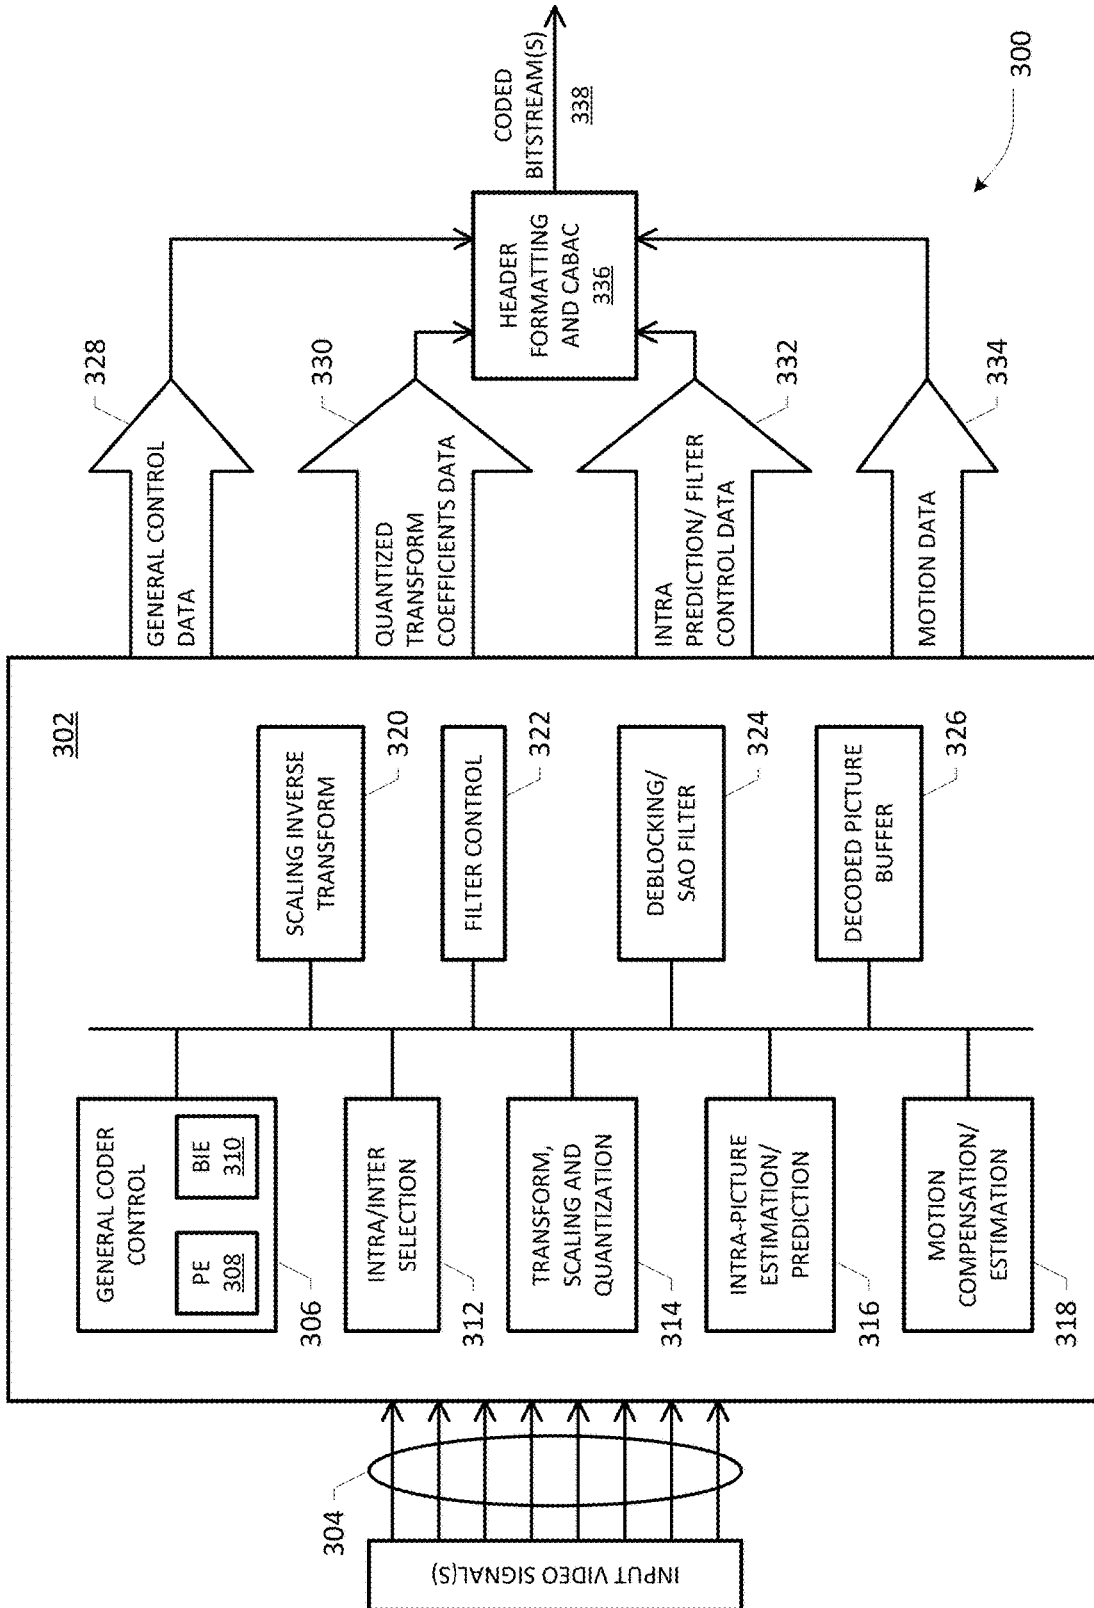 INPUT VIDEO SIGNAL(S)
304
302
GENERAL CODER
CONTROL
PE
308
BIE
310
306
INTRA/INTER
SELECTION
312
TRANSFORM,
SCALING AND
QUANTIZATION
314
INTRA-PICTURE
ESTIMATION/
PREDICTION
316
MOTION
COMPENSATION/
ESTIMATION
318
SCALING INVERSE
TRANSFORM
320
FILTER CONTROL
322
DEBLOCKING/
SAO FILTER
324
DECODED PICTURE
BUFFER
326
GENERAL CONTROL
DATA
328
QUANTIZED
TRANSFORM
COEFFICIENTS DATA
330
INTRA
PREDICTION/ FILTER
CONTROL DATA
332
MOTION DATA
334
HEADER
FORMATTING
AND CABAC
336
CODED
BITSTREAM(S)
338
300